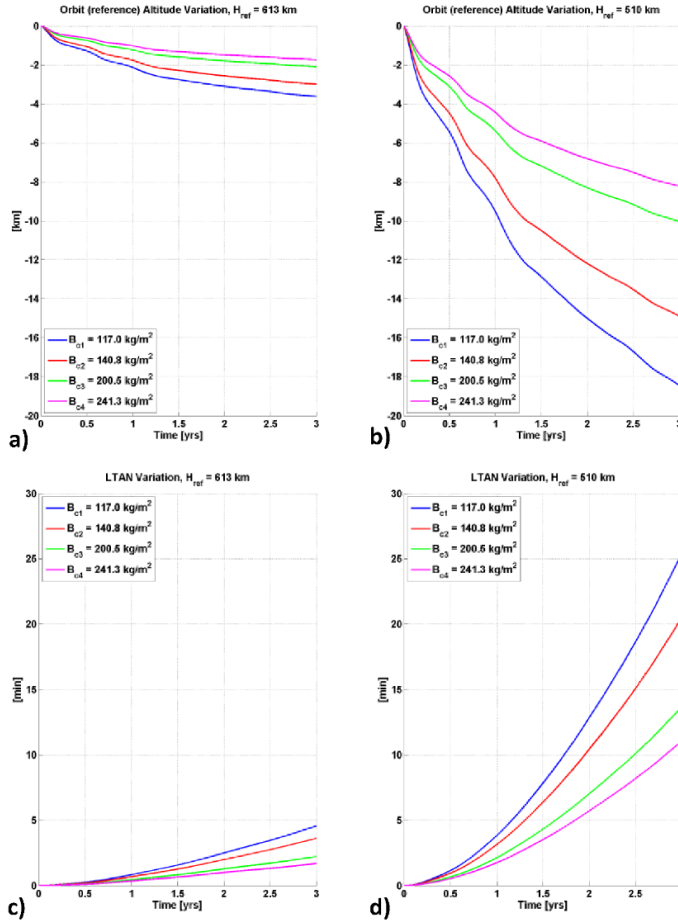 Orbit (reference) Altitude Variation, H_ref = 613 km
0
-2
-4
-6
-8
-10
-12
-14
-16
-18
-20
[km]
B_c1 = 117.0 kg/m²
B_c2 = 140.8 kg/m²
B_c3 = 200.5 kg/m²
B_c4 = 241.3 kg/m²
0 0.5 1 1.5 2 2.5 3
Time [yrs]
a)
Orbit (reference) Altitude Variation, H_ref = 510 km
0
-2
-4
-6
-8
-10
-12
-14
-16
-18
-20
[km]
B_c1 = 117.0 kg/m²
B_c2 = 140.8 kg/m²
B_c3 = 200.5 kg/m²
B_c4 = 241.3 kg/m²
0 0.5 1 1.5 2 2.5 3
Time [yrs]
b)
LTAN Variation, H_ref = 613 km
30
25
20
15
10
5
0
[min]
B_c1 = 117.0 kg/m²
B_c2 = 140.8 kg/m²
B_c3 = 200.5 kg/m²
B_c4 = 241.3 kg/m²
0 0.5 1 1.5 2 2.5 3
Time [yrs]
c)
LTAN Variation, H_ref = 510 km
30
25
20
15
10
5
0
[min]
B_c1 = 117.0 kg/m²
B_c2 = 140.8 kg/m²
B_c3 = 200.5 kg/m²
B_c4 = 241.3 kg/m²
0 0.5 1 1.5 2 2.5
Time [yrs]
d)